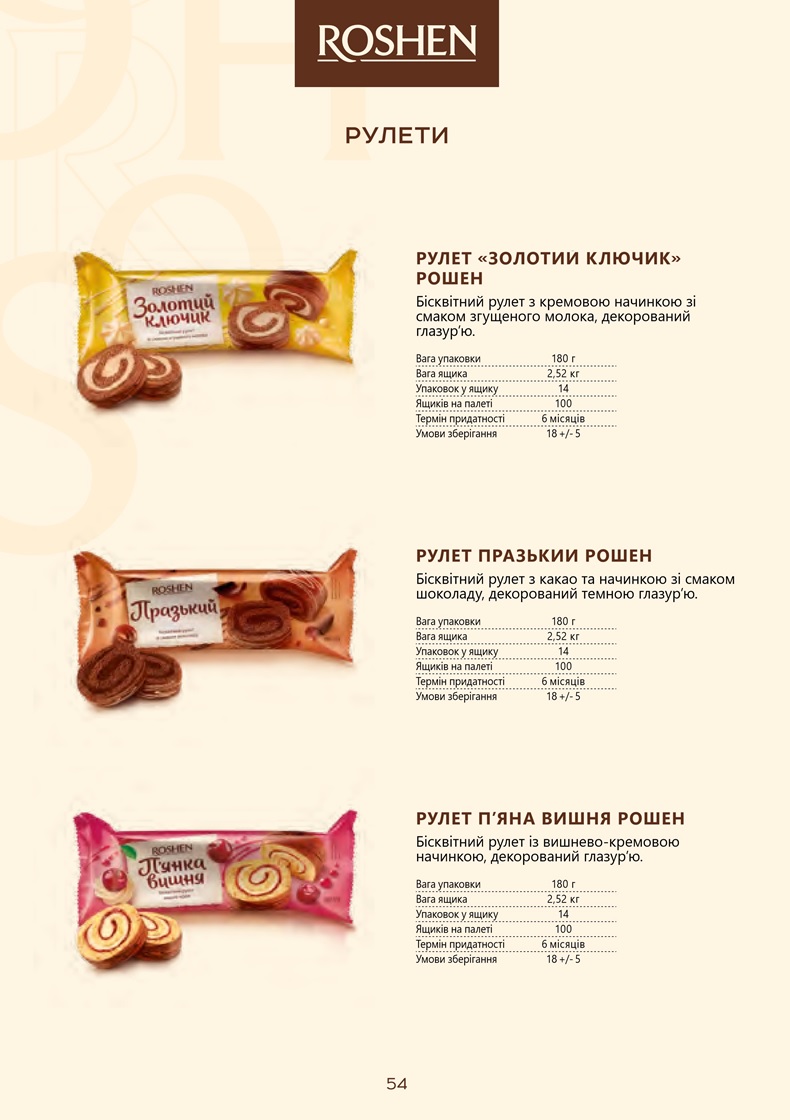 ROSHEN
РУЛЕТИ
ROSHEN
Золотий
ключик
РУЛЕТ «ЗОЛОТИЙ КЛЮЧИК»
РОШЕН
Бісквітний рулет з кремовою начинкою зі
смаком згущеного молока, декорований
глазур’ю.
Вага упаковки 180 г
Вага ящика 2,52 кг
Упаковок у ящику 14
Ящиків на палеті 100
Термін придатності 6 місяців
Умови зберігання 18 +/- 5
ROSHEN
Празький
РУЛЕТ ПРАЗЬКИЙ РОШЕН
Бісквітний рулет з какао та начинкою зі смаком
шоколаду, декорований темною глазур’ю.
Вага упаковки 180 г
Вага ящика 2,52 кг
Упаковок у ящику 14
Ящиків на палеті 100
Термін придатності 6 місяців
Умови зберігання 18 +/- 5
ROSHEN
П'янка
вишня
РУЛЕТ П’ЯНА ВИШНЯ РОШЕН
Бісквітний рулет із вишнево-кремовою
начинкою, декорований глазур’ю.
Вага упаковки 180 г
Вага ящика 2,52 кг
Упаковок у ящику 14
Ящиків на палеті 100
Термін придатності 6 місяців
Умови зберігання 18 +/- 5
54